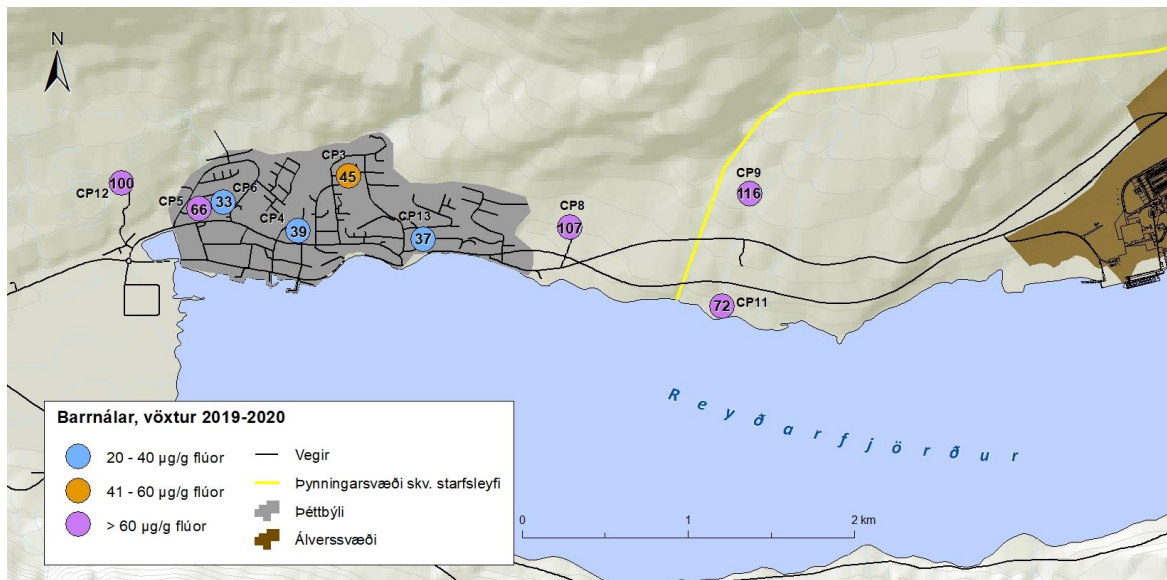 N
CP3
45
CP12
100
CP5
66
33
CP6
CP4
39
CP13
37
CP8
107
CP9
116
72
CP11
Reyðarfjörður
Barrnálar, vöxtur 2019-2020
20 - 40 µg/g flúor
41 - 60 µg/g flúor
> 60 µg/g flúor
Vegir
Þynningarsvæði skv. starfsleyfi
Þéttbýli
Álverssvæði
0 1 2 km